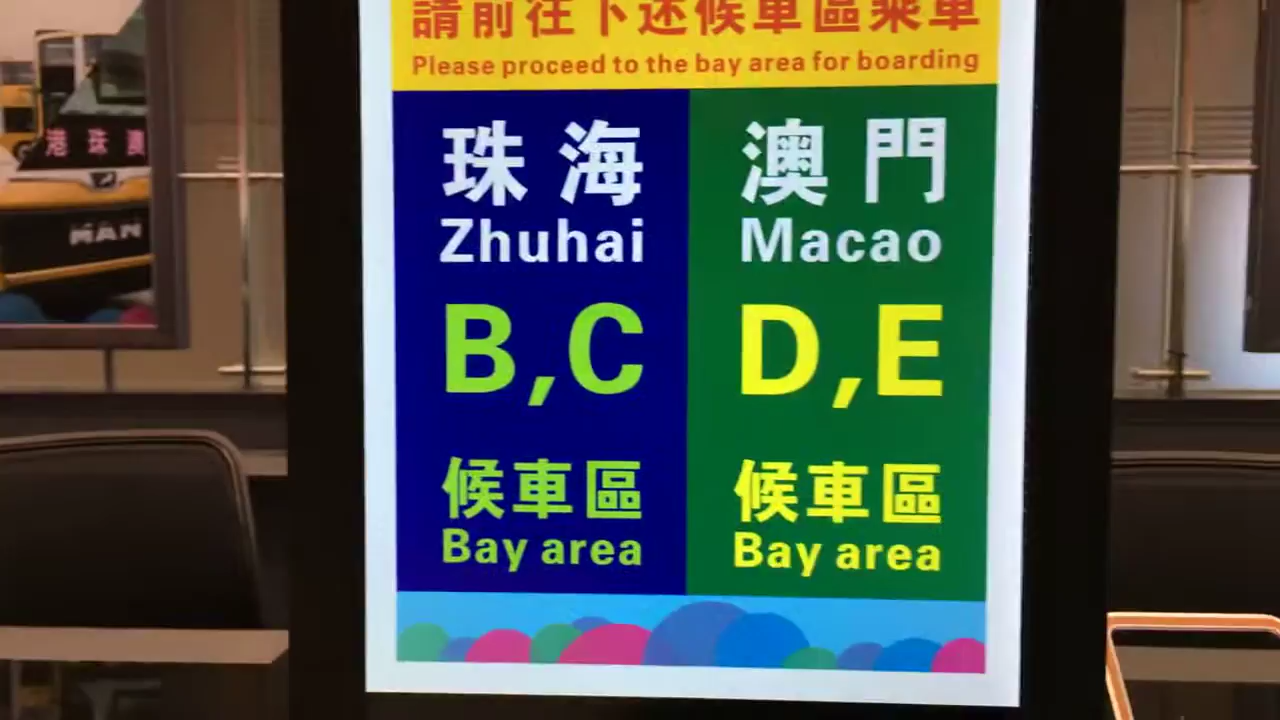 請前往下述候車區乘車
Please proceed to the bay area for boarding
珠海
Zhuhai
B,C
候車區
Bay area
澳門
Macao
D,E
候車區
Bay area
港珠澳
MAN